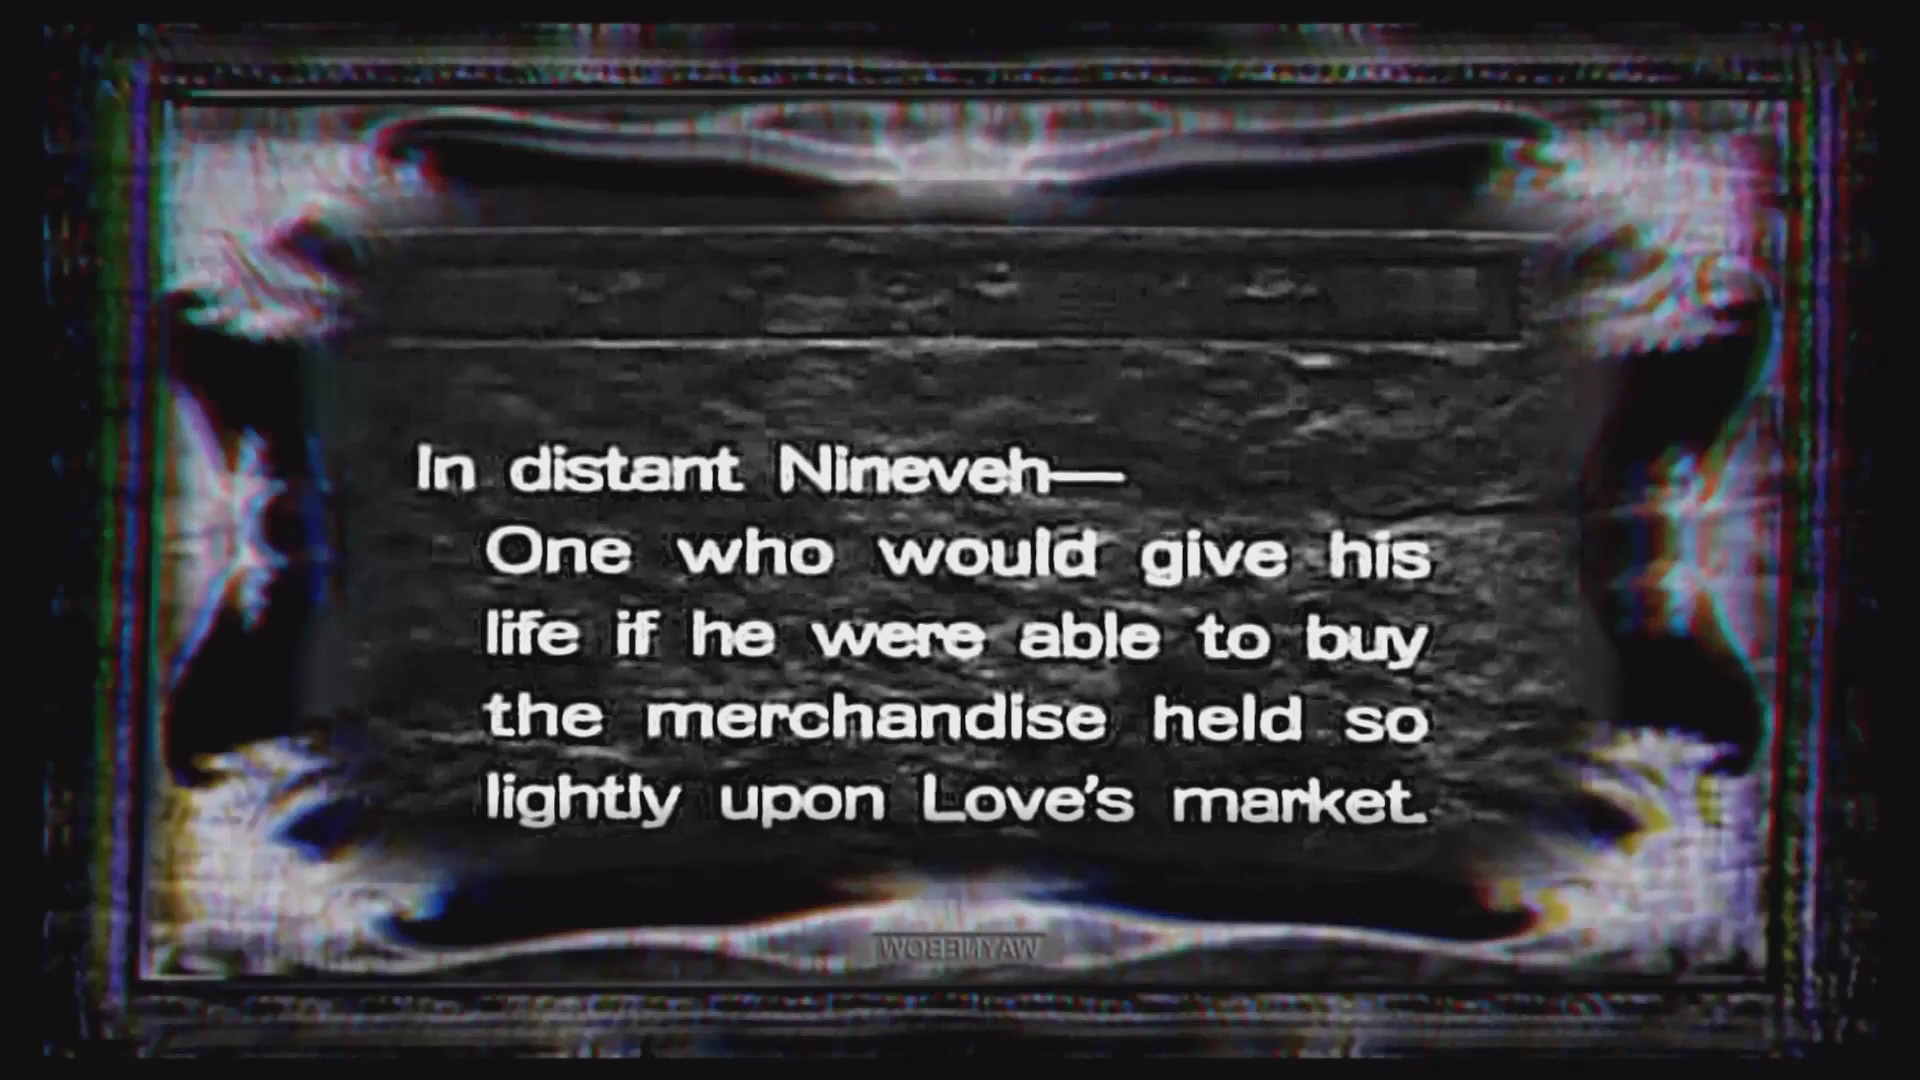 In distant Nineveh—
One who would give his
life if he were able to buy
the merchandise held so
lightly upon Love's market.